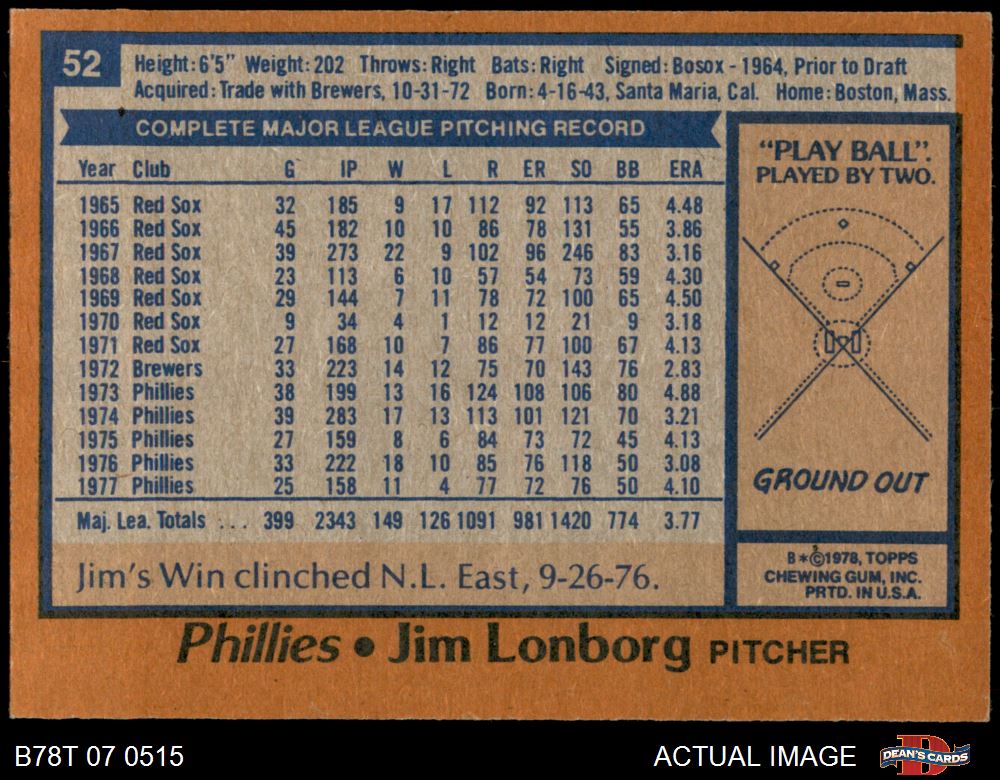 52
Height: 6'5" Weight: 202 Throws: Right Bats: Right Signed: Bosox - 1964, Prior to Draft
Acquired: Trade with Brewers, 10-31-72 Born: 4-16-43, Santa Maria, Cal. Home: Boston, Mass.
COMPLETE MAJOR LEAGUE PITCHING RECORD
Year Club G IP W L R ER SO BB ERA
1965 Red Sox 32 185 9 17 112 92 113 65 4.48
1966 Red Sox 45 182 10 10 86 78 131 55 3.86
1967 Red Sox 39 273 22 9 102 96 246 83 3.16
1968 Red Sox 23 113 6 10 57 54 73 59 4.30
1969 Red Sox 29 144 7 11 78 72 100 65 4.50
1970 Red Sox 9 34 4 1 12 12 21 9 3.18
1971 Red Sox 27 168 10 7 86 77 100 67 4.13
1972 Brewers 33 223 14 12 75 70 143 76 2.83
1973 Phillies 38 199 13 16 124 108 106 80 4.88
1974 Phillies 39 283 17 13 113 101 121 70 3.21
1975 Phillies 27 159 8 6 84 73 72 45 4.13
1976 Phillies 33 222 18 10 85 76 118 50 3.08
1977 Phillies 25 158 11 4 77 72 76 50 4.10
Maj. Lea. Totals ... 399 2343 149 126 1091 981 1420 774 3.77
Jim's Win clinched N.L. East, 9-26-76.
"PLAY BALL".
PLAYED BY TWO.
GROUND OUT
B*©1978, TOPPS
CHEWING GUM, INC.
PRTD. IN U.S.A.
Phillies • Jim Lonborg PITCHER
B78T 07 0515
ACTUAL IMAGE
DEAN'S CARDS